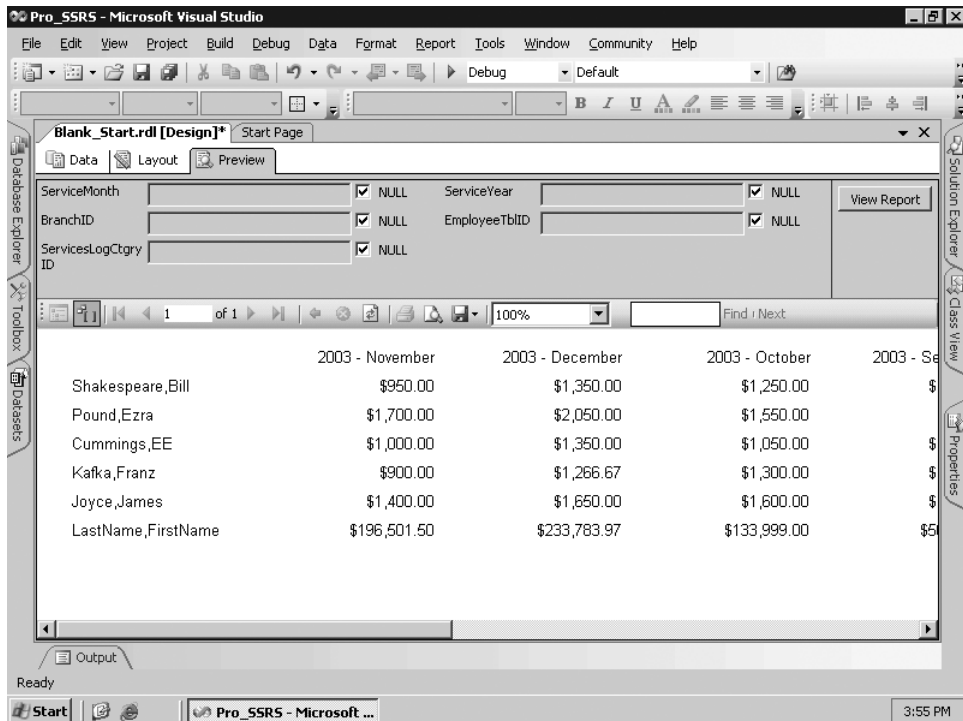 Pro_SSRS - Microsoft Visual Studio
File Edit View Project Build Debug Data Format Report Tools Window Community Help
Debug Default
B I U A
Blank_Start.rdl [Design]* Start Page
Data Layout Preview
ServiceMonth NULL ServiceYear NULL View Report
BranchID NULL EmployeeTblID NULL
ServicesLogCtgry NULL
ID
1 of 1 100% Find Next
2003 - November 2003 - December 2003 - October 2003 - Se
Shakespeare,Bill $950.00 $1,350.00 $1,250.00 $
Pound,Ezra $1,700.00 $2,050.00 $1,550.00
Cummings,EE $1,000.00 $1,350.00 $1,050.00 $
Kafka,Franz $900.00 $1,266.67 $1,300.00 $
Joyce,James $1,400.00 $1,650.00 $1,600.00 $
LastName,FirstName $196,501.50 $233,783.97 $133,999.00 $5
Database Explorer
Toolbox
Datasets
Solution Explorer
Class View
Properties
Output
Ready
Start Pro_SSRS - Microsoft ... 3:55 PM